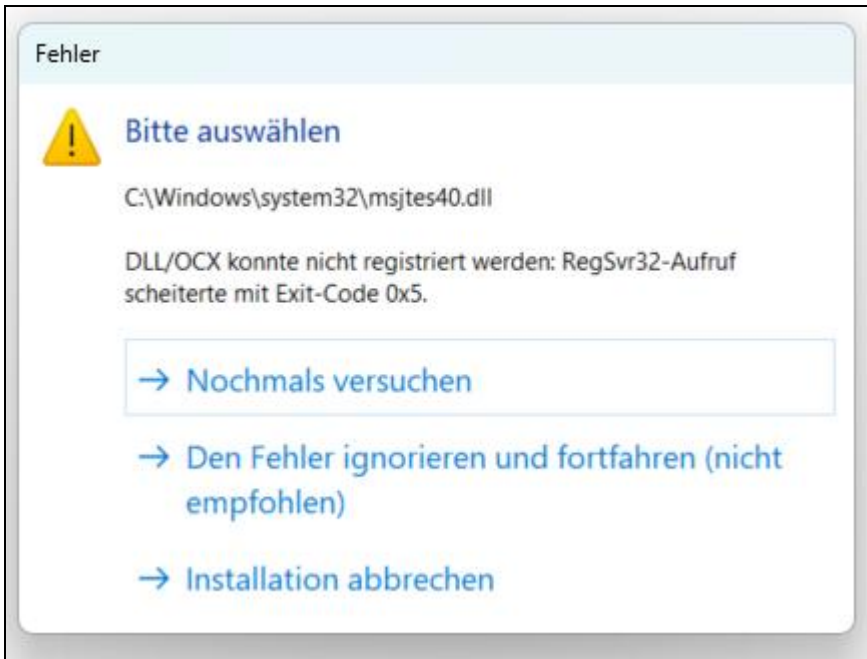 Fehler
Bitte auswählen
C:\Windows\system32\msjtes40.dll
DLL/OCX konnte nicht registriert werden: RegSvr32-Aufruf
scheiterte mit Exit-Code 0x5.
→ Nochmals versuchen
→ Den Fehler ignorieren und fortfahren (nicht
empfohlen)
→ Installation abbrechen